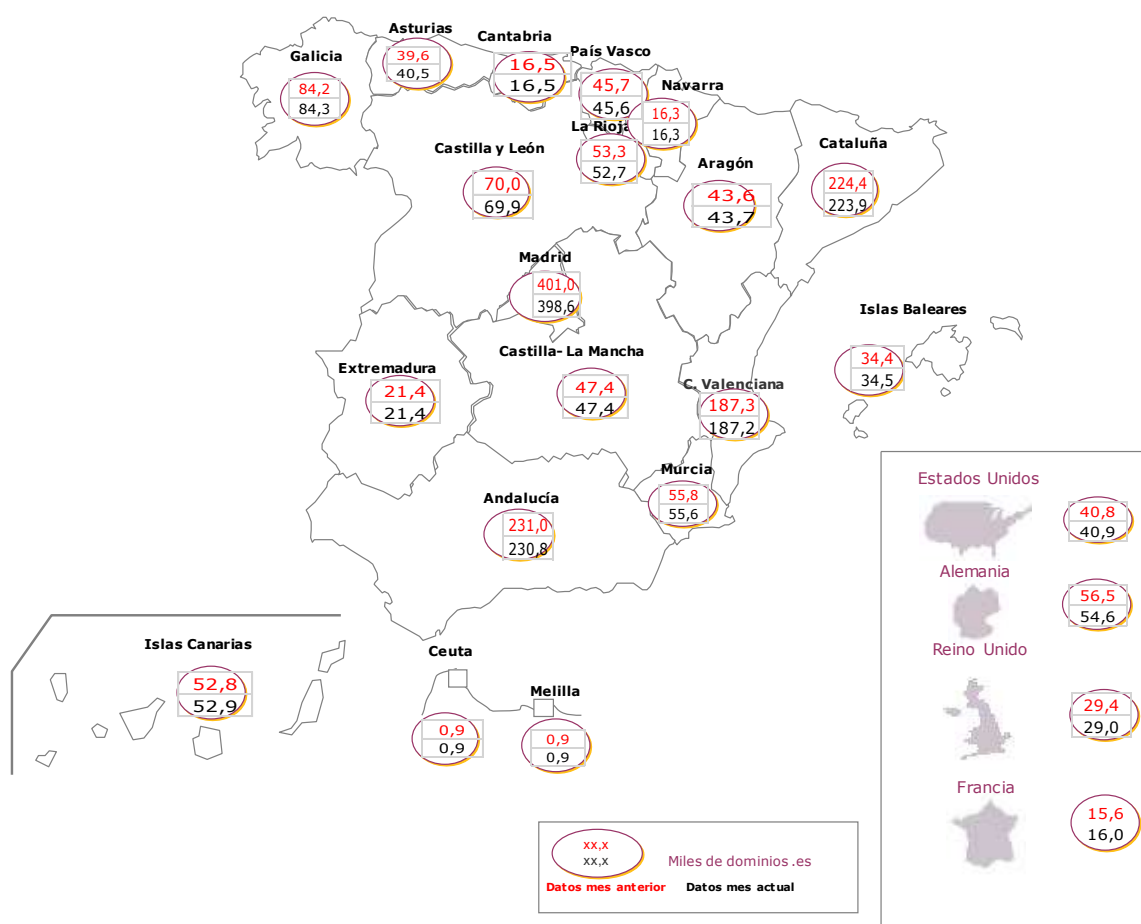 Asturias
39,6
40,5
Cantabria
16,5
16,5
País Vasco
45,7
45,6
Galicia
84,2
84,3
Navarra
16,3
16,3
La Rioja
53,3
52,7
Castilla y León
70,0
69,9
Aragón
43,6
43,7
Cataluña
224,4
223,9
Madrid
401,0
398,6
Islas Baleares
34,4
34,5
Extremadura
21,4
21,4
Castilla- La Mancha
47,4
47,4
C. Valenciana
187,3
187,2
Murcia
55,8
55,6
Andalucía
231,0
230,8
Estados Unidos
40,8
40,9
Alemania
56,5
54,6
Reino Unido
29,4
29,0
Francia
15,6
16,0
Islas Canarias
52,8
52,9
Ceuta
0,9
0,9
Melilla
0,9
0,9
xx,x
xx,x
Miles de dominios .es
Datos mes anterior Datos mes actual